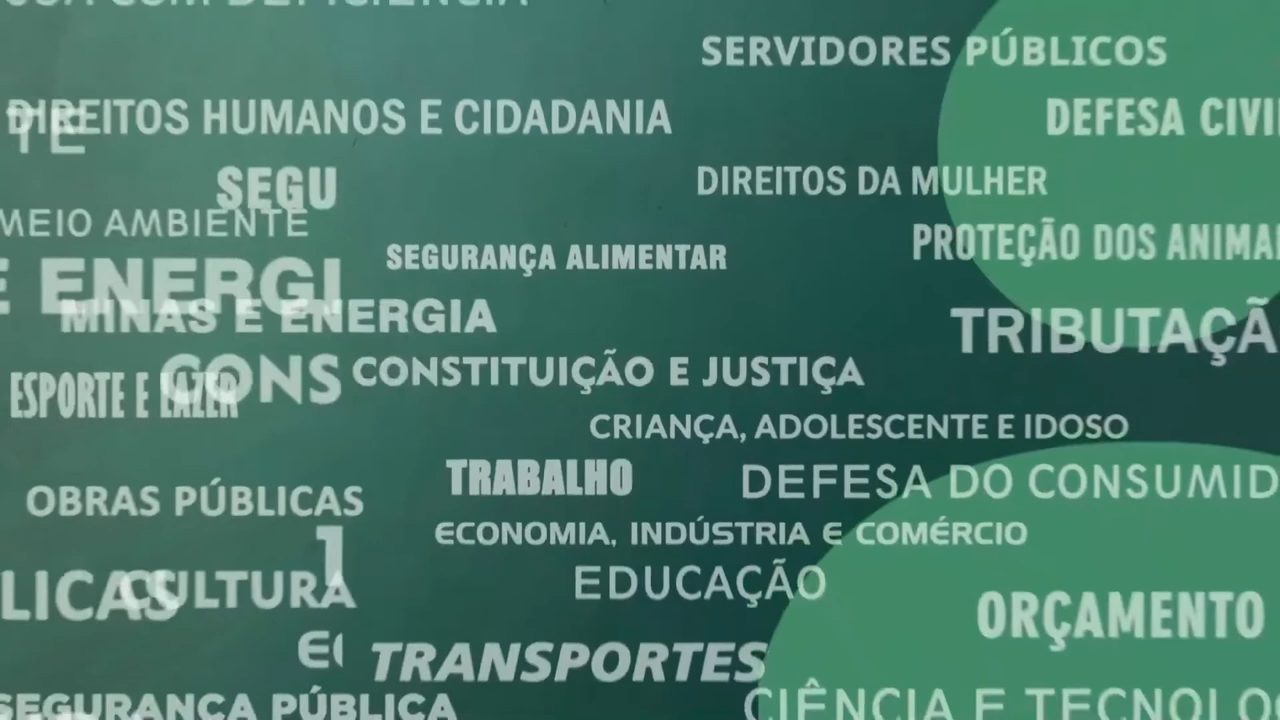 SERVIDORES PÚBLICOS
DIREITOS HUMANOS E CIDADANIA
DEFESA CIVI
TE
SEGU
DIREITOS DA MULHER
MEIO AMBIENTE
SEGURANÇA ALIMENTAR
PROTEÇÃO DOS ANIMA
E ENERGI
MINAS E ENERGIA
TRIBUTAÇÃ
CONS
CONSTITUIÇÃO E JUSTIÇA
ESPORTE E LAZER
CRIANÇA, ADOLESCENTE E IDOSO
TRABALHO
DEFESA DO CONSUMID
OBRAS PÚBLICAS
ECONOMIA, INDÚSTRIA E COMÉRCIO
LICAS
CULTURA
EDUCAÇÃO
ORÇAMENTO
TRANSPORTES
SEGURANÇA PÚBLICA
CIÊNCIA E TECNOLO